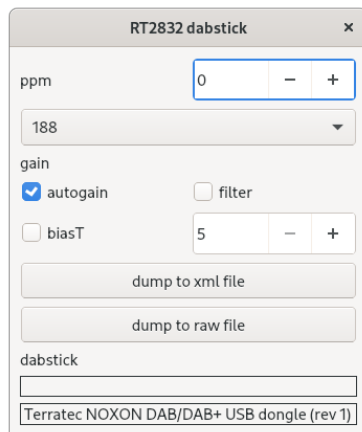 RT2832 dabstick ×
ppm 0 − +
188
gain
autogain filter
biasT 5 − +
dump to xml file
dump to raw file
dabstick
Terratec NOXON DAB/DAB+ USB dongle (rev 1)